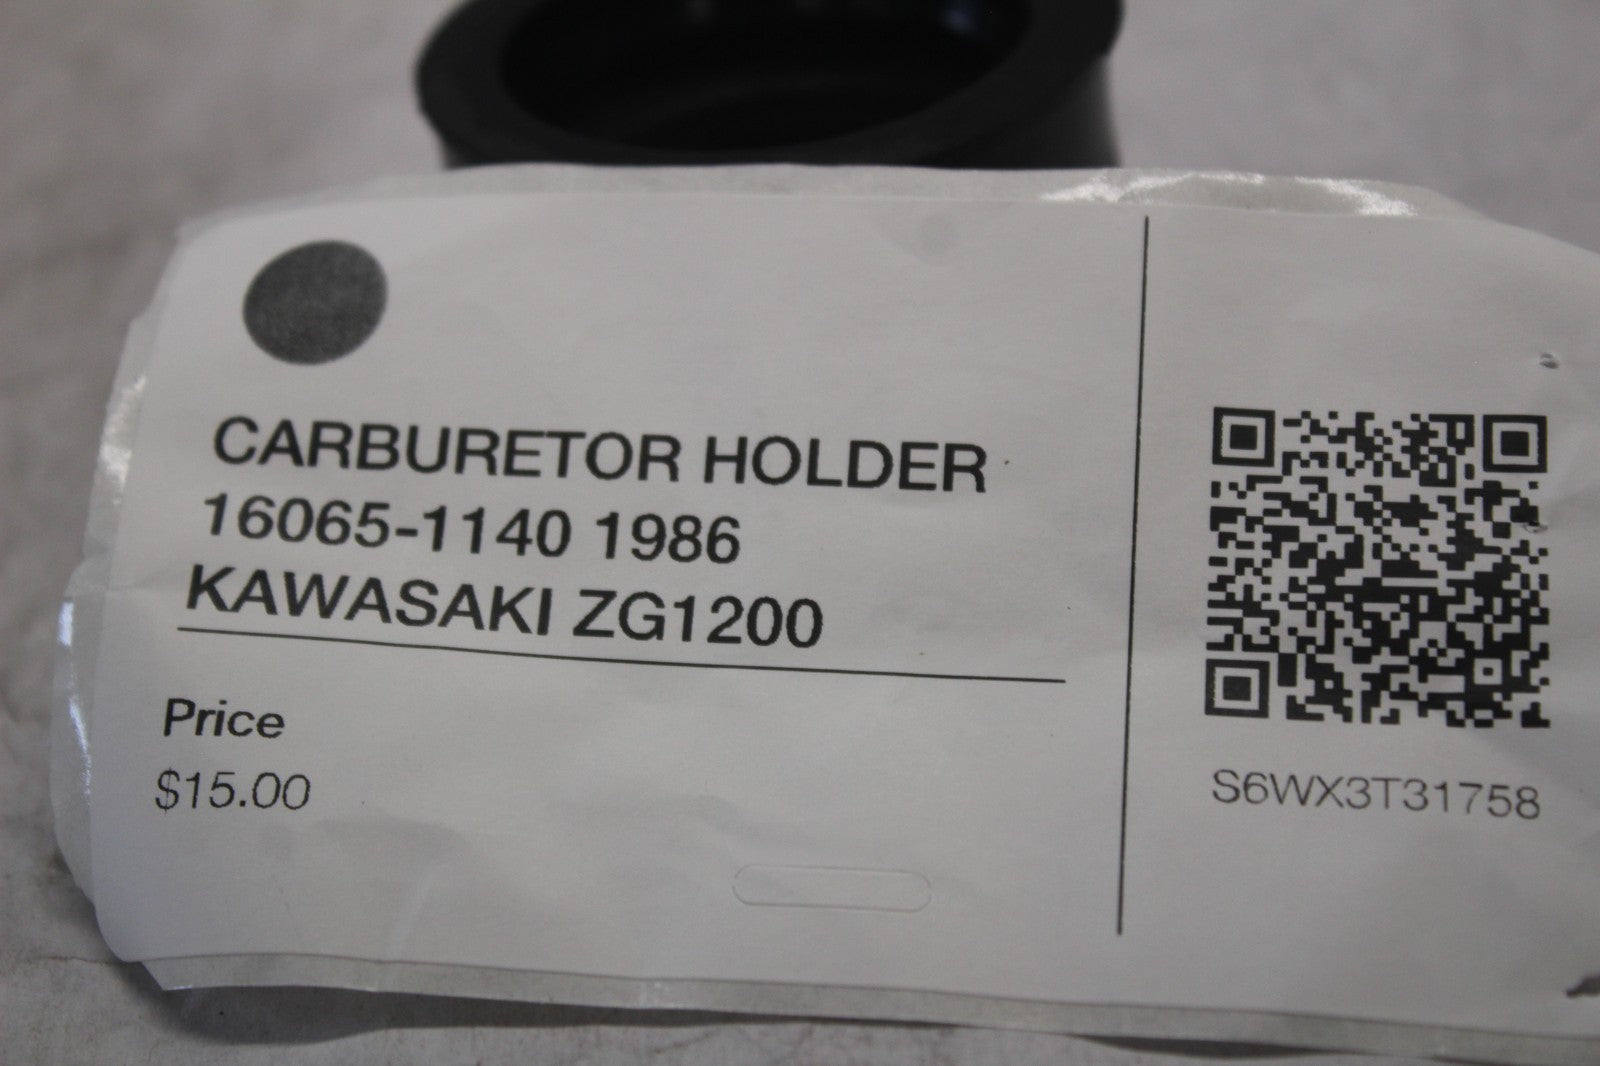 CARBURETOR HOLDER
16065-1140 1986
KAWASAKI ZG1200
Price
$15.00
S6WX3T31758